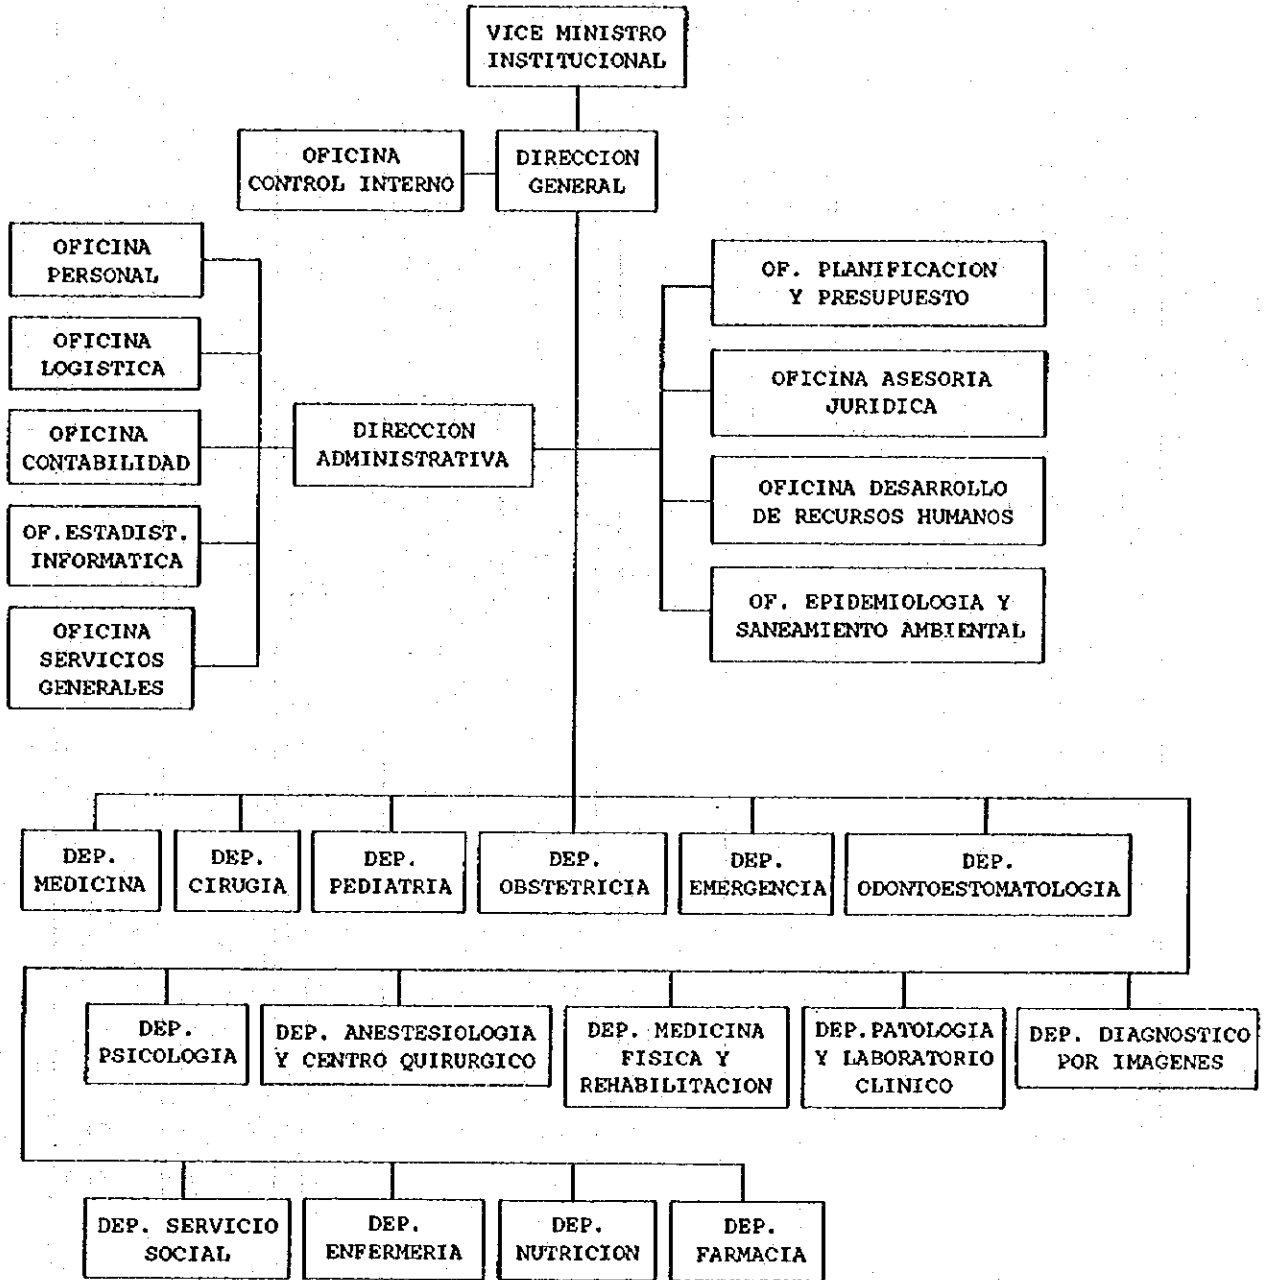 VICE MINISTRO
INSTITUCIONAL
OFICINA
CONTROL INTERNO
DIRECCION
GENERAL
OFICINA
PERSONAL
OFICINA
LOGISTICA
OFICINA
CONTABILIDAD
OF.ESTADIST.
INFORMATICA
OFICINA
SERVICIOS
GENERALES
DIRECCION
ADMINISTRATIVA
OF. PLANIFICACION
Y PRESUPUESTO
OFICINA ASESORIA
JURIDICA
OFICINA DESARROLLO
DE RECURSOS HUMANOS
OF. EPIDEMIOLOGIA Y
SANEAMIENTO AMBIENTAL
DEP.
MEDICINA
DEP.
CIRUGIA
DEP.
PEDIATRIA
DEP.
OBSTETRICIA
DEP.
EMERGENCIA
DEP.
ODONTOESTOMATOLOGIA
DEP.
PSICOLOGIA
DEP. ANESTESIOLOGIA
Y CENTRO QUIRURGICO
DEP. MEDICINA
FISICA Y
REHABILITACION
DEP.PATOLOGIA
Y LABORATORIO
CLINICO
DEP. DIAGNOSTICO
POR IMAGENES
DEP. SERVICIO
SOCIAL
DEP.
ENFERMERIA
DEP.
NUTRICION
DEP.
FARMACIA